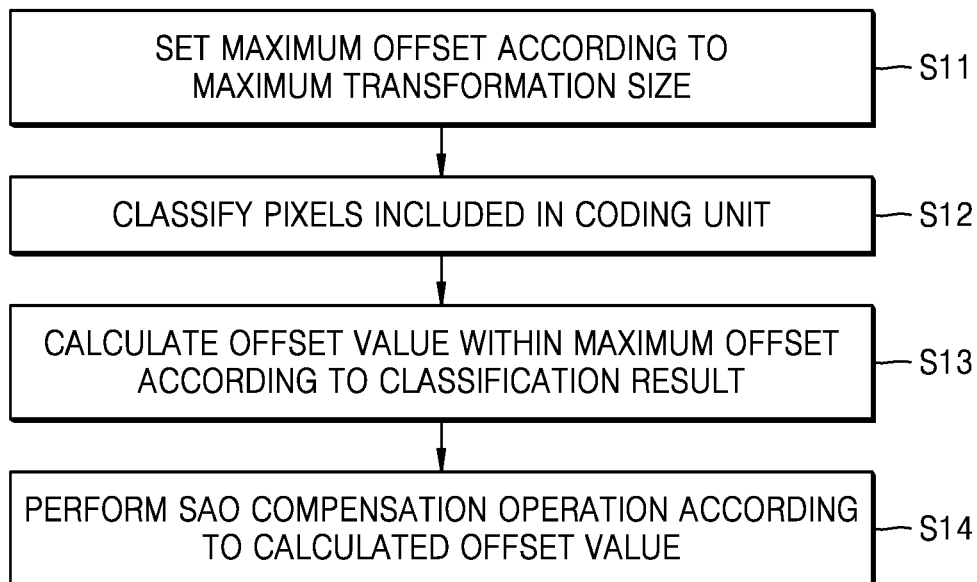 SET MAXIMUM OFFSET ACCORDING TO
MAXIMUM TRANSFORMATION SIZE
S11
CLASSIFY PIXELS INCLUDED IN CODING UNIT
S12
CALCULATE OFFSET VALUE WITHIN MAXIMUM OFFSET
ACCORDING TO CLASSIFICATION RESULT
S13
PERFORM SAO COMPENSATION OPERATION ACCORDING
TO CALCULATED OFFSET VALUE
S14